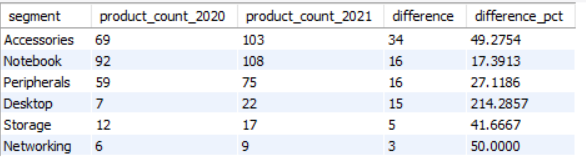 segment product_count_2020 product_count_2021 difference difference_pct
Accessories 69 103 34 49.2754
Notebook 92 108 16 17.3913
Peripherals 59 75 16 27.1186
Desktop 7 22 15 214.2857
Storage 12 17 5 41.6667
Networking 6 9 3 50.0000